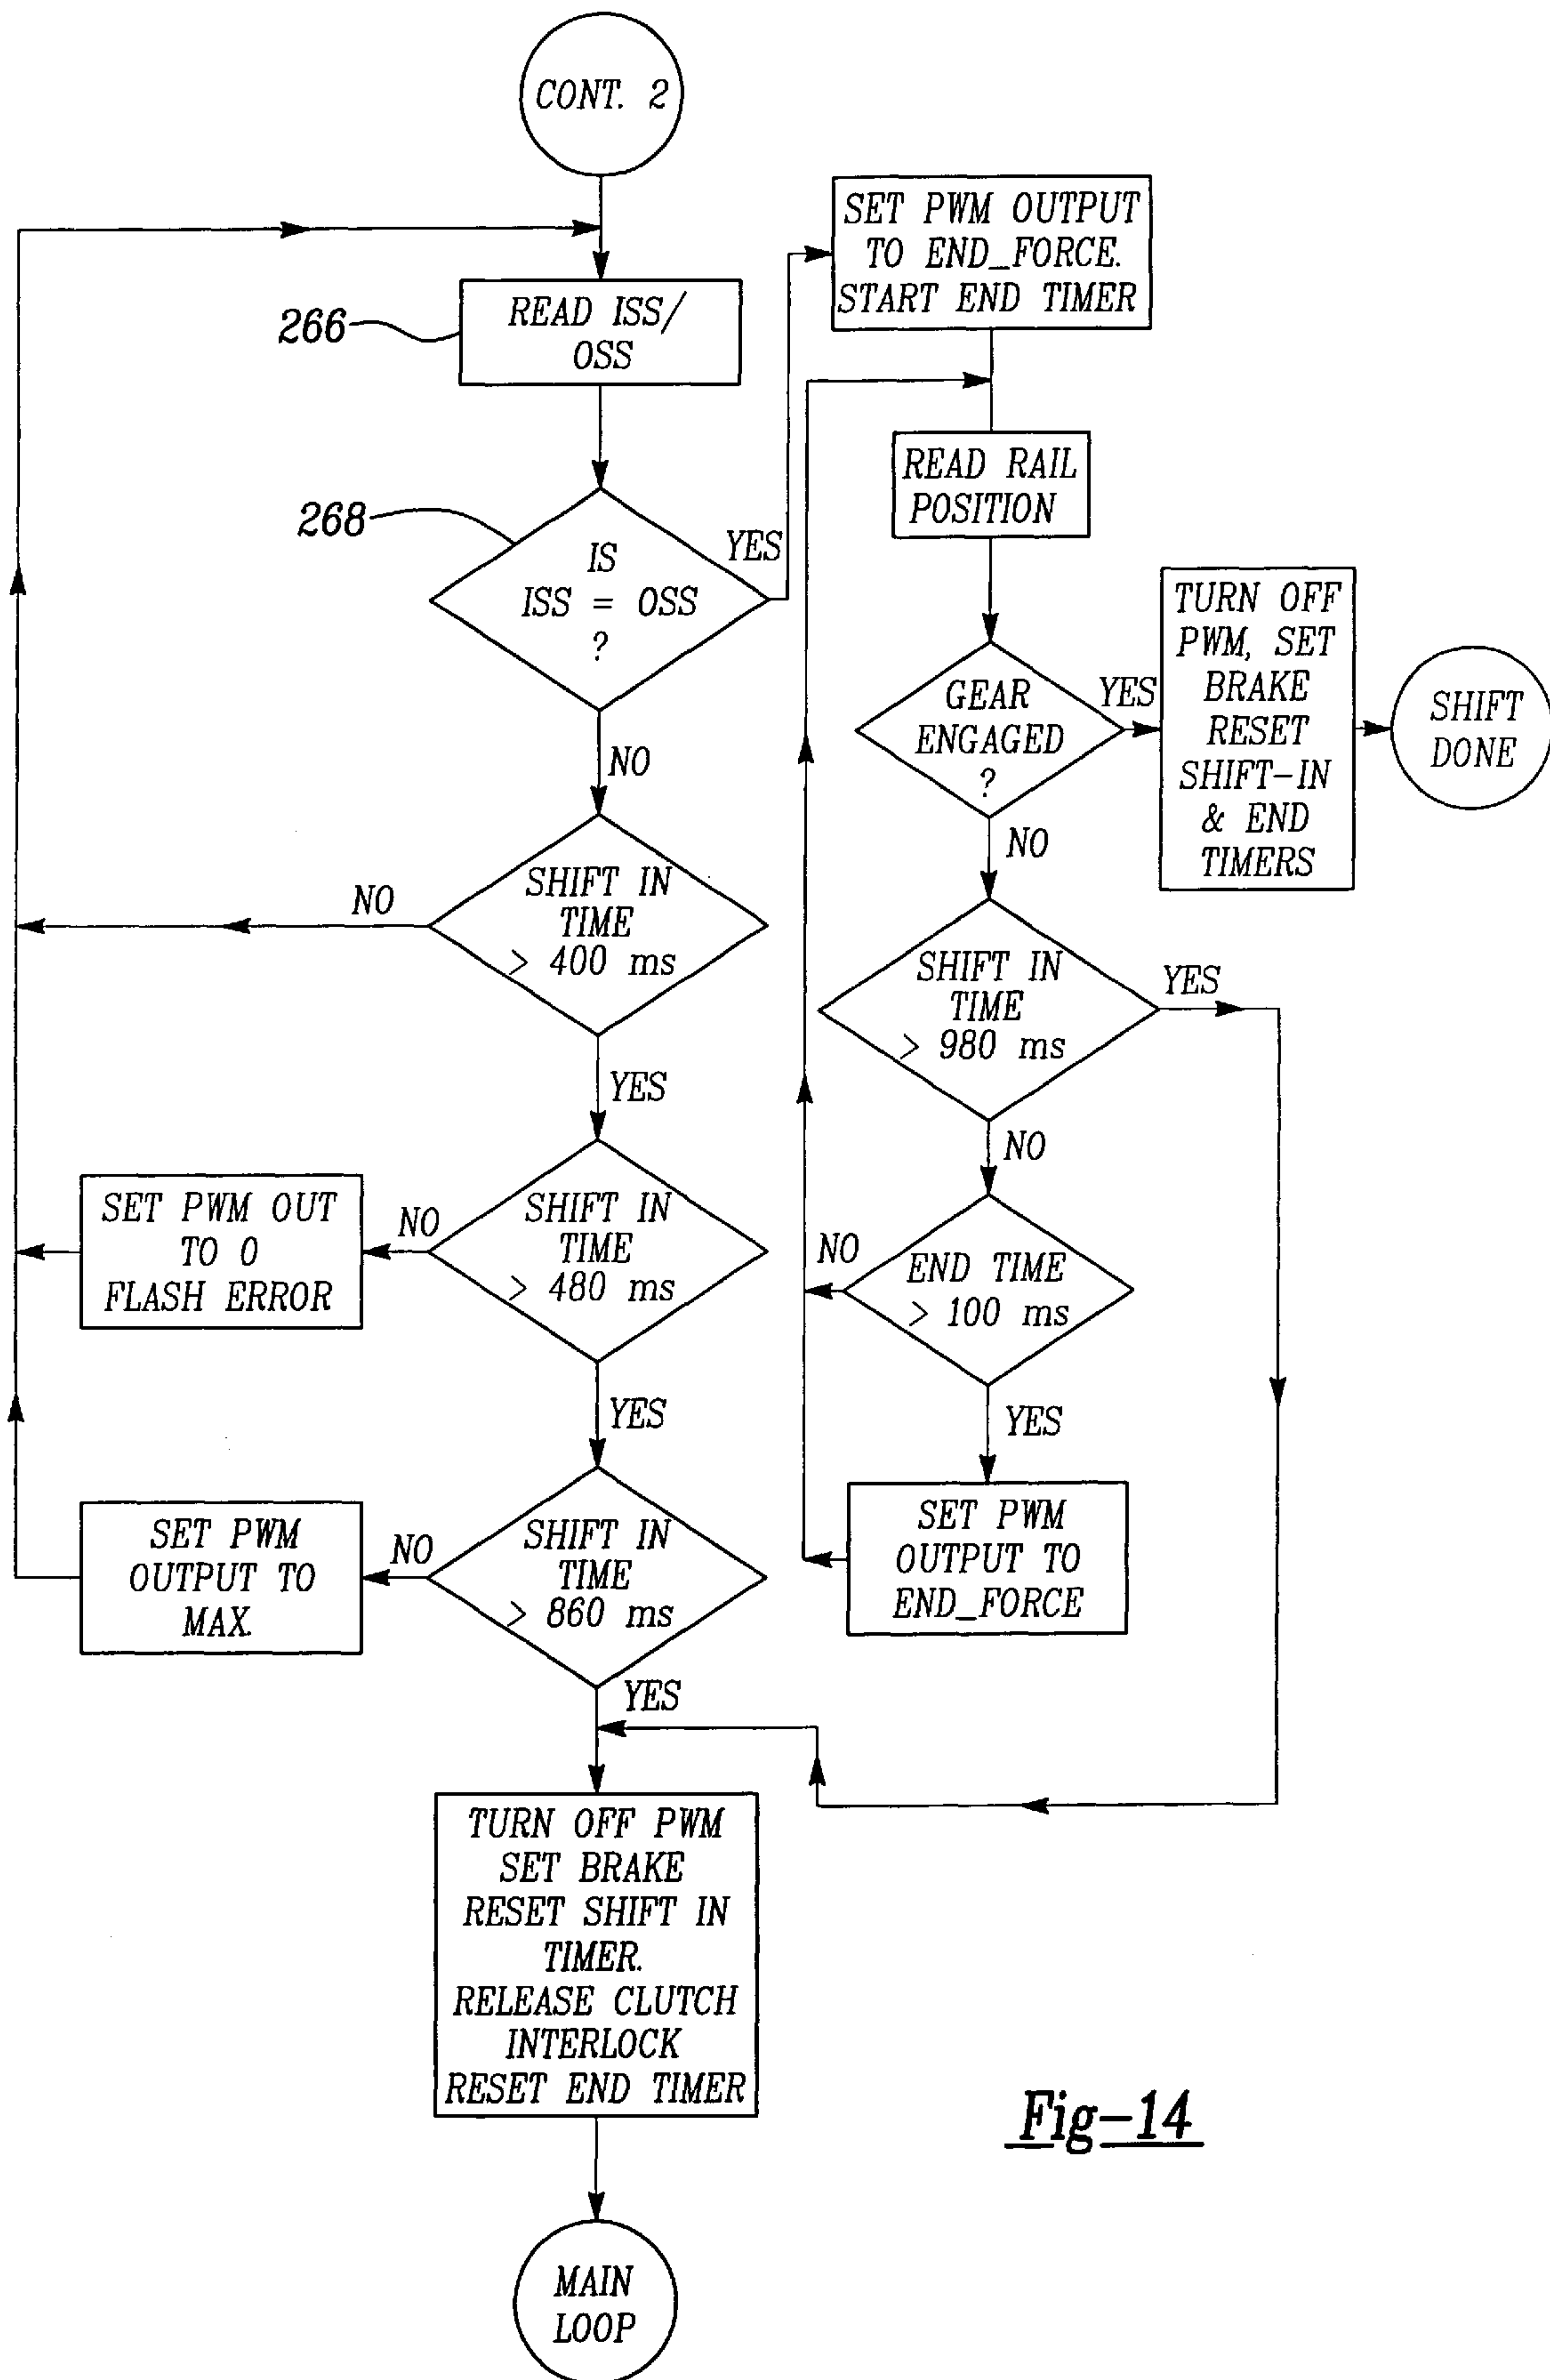 CONT. 2
READ ISS/
OSS
266
268
IS
ISS = OSS
?
YES
NO
SHIFT IN
TIME
> 400 ms
NO
YES
SHIFT IN
TIME
> 480 ms
NO
SET PWM OUT
TO 0
FLASH ERROR
YES
SHIFT IN
TIME
> 860 ms
NO
SET PWM
OUTPUT TO
MAX.
YES
TURN OFF PWM
SET BRAKE
RESET SHIFT IN
TIMER.
RELEASE CLUTCH
INTERLOCK
RESET END TIMER
MAIN
LOOP
SET PWM OUTPUT
TO END_FORCE.
START END TIMER
READ RAIL
POSITION
GEAR
ENGAGED
?
YES
TURN OFF
PWM, SET
BRAKE
RESET
SHIFT-IN
& END
TIMERS
SHIFT
DONE
NO
SHIFT IN
TIME
> 980 ms
YES
NO
END TIME
> 100 ms
NO
YES
SET PWM
OUTPUT TO
END_FORCE
Fig-14